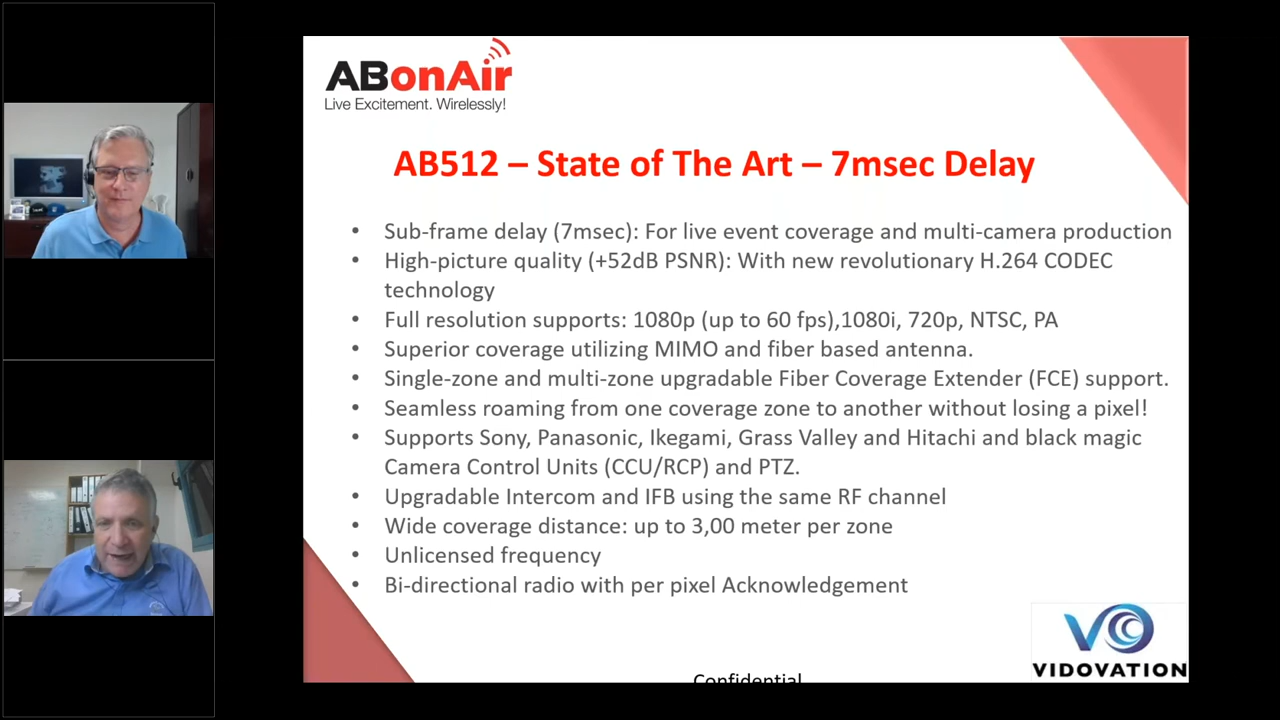 ABonAir
Live Excitement. Wirelessly!
AB512 – State of The Art – 7msec Delay
• Sub-frame delay (7msec): For live event coverage and multi-camera production
• High-picture quality (+52dB PSNR): With new revolutionary H.264 CODEC
technology
• Full resolution supports: 1080p (up to 60 fps),1080i, 720p, NTSC, PA
• Superior coverage utilizing MIMO and fiber based antenna.
• Single-zone and multi-zone upgradable Fiber Coverage Extender (FCE) support.
• Seamless roaming from one coverage zone to another without losing a pixel!
• Supports Sony, Panasonic, Ikegami, Grass Valley and Hitachi and black magic
Camera Control Units (CCU/RCP) and PTZ.
• Upgradable Intercom and IFB using the same RF channel
• Wide coverage distance: up to 3,00 meter per zone
• Unlicensed frequency
• Bi-directional radio with per pixel Acknowledgement
VIDOVATION
Confidential